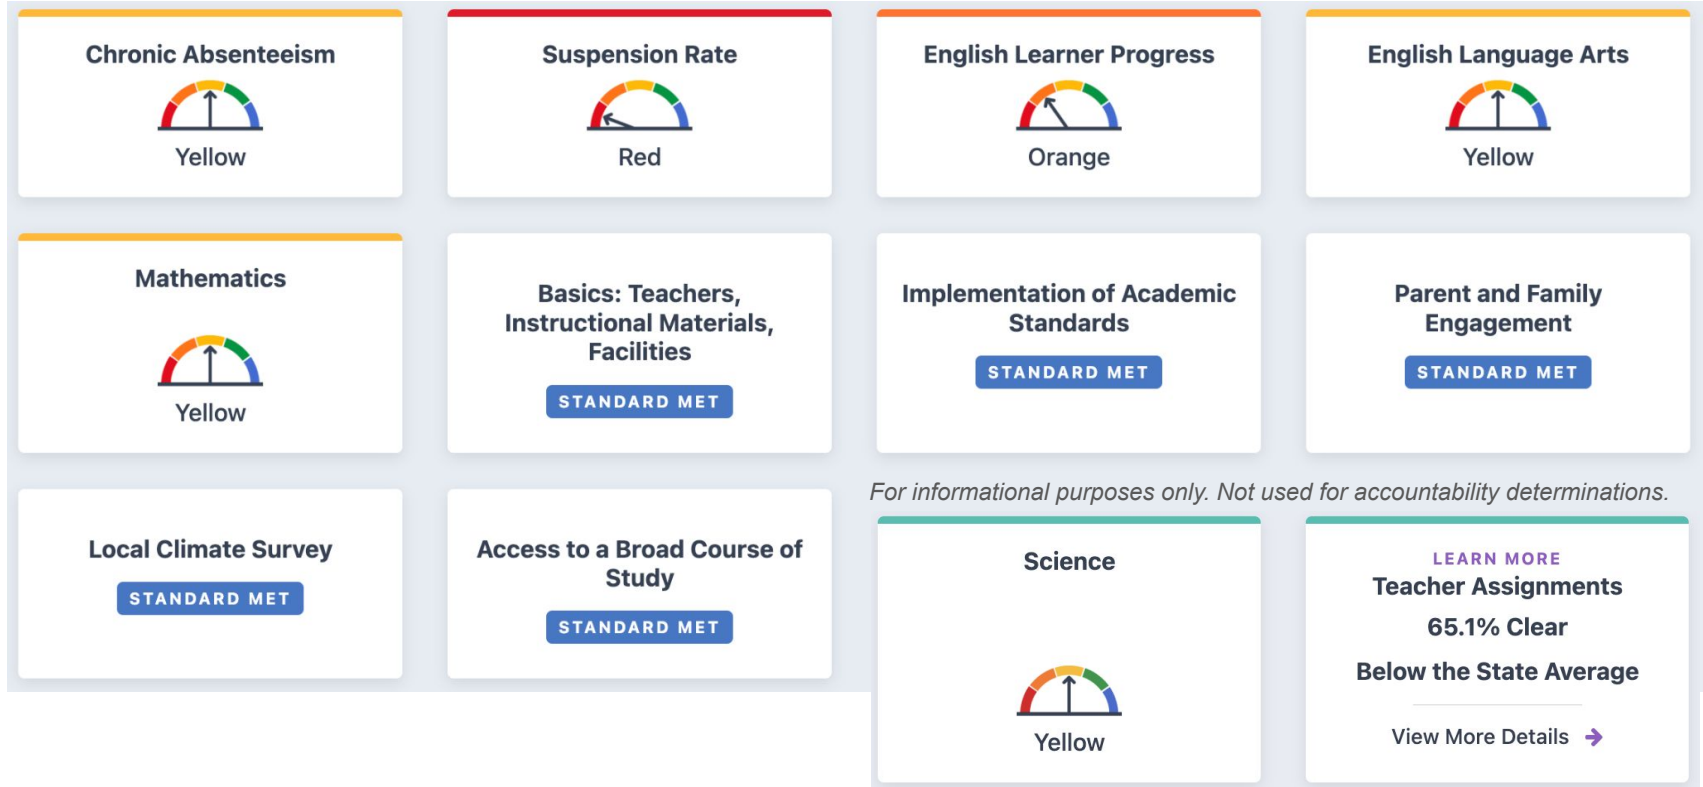 Chronic Absenteeism
Yellow
Suspension Rate
Red
English Learner Progress
Orange
English Language Arts
Yellow
Mathematics
Yellow
Basics: Teachers,
Instructional Materials,
Facilities
STANDARD MET
Implementation of Academic
Standards
STANDARD MET
Parent and Family
Engagement
STANDARD MET
Local Climate Survey
STANDARD MET
Access to a Broad Course of
Study
STANDARD MET
For informational purposes only. Not used for accountability determinations.
Science
Yellow
LEARN MORE
Teacher Assignments
65.1% Clear
Below the State Average
View More Details